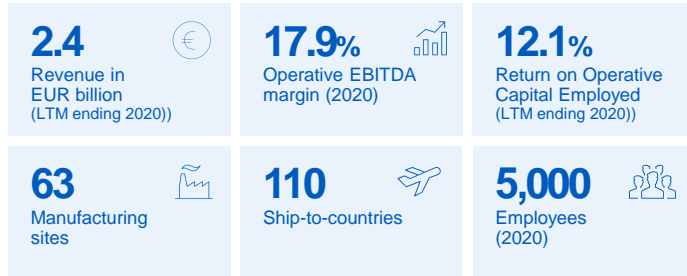 2.4
Revenue in
EUR billion
(LTM ending 2020))
17.9%
Operative EBITDA
margin (2020)
12.1%
Return on Operative
Capital Employed
(LTM ending 2020))
63
Manufacturing
sites
110
Ship-to-countries
5,000
Employees
(2020)